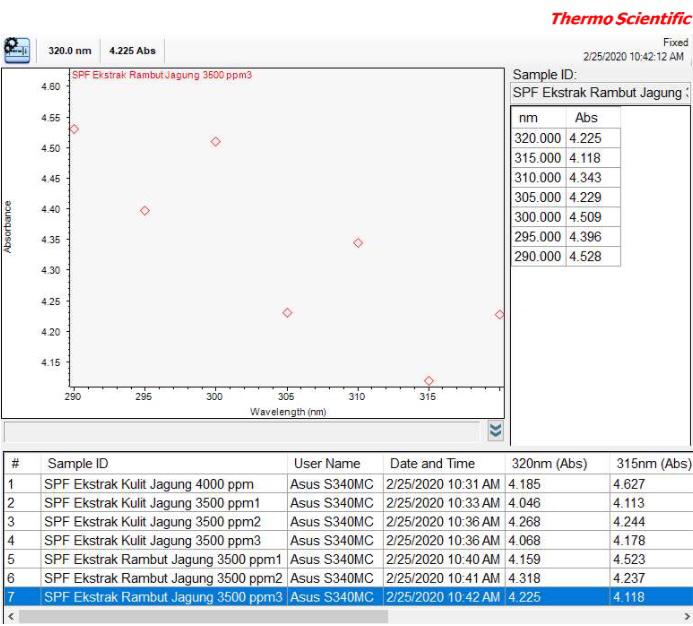 Thermo Scientific
320.0 nm 4.225 Abs
Fixed
2/25/2020 10:42:12 AM
SPF Ekstrak Rambut Jagung 3500 ppm3
4.60
4.55
4.50
4.45
4.40
4.35
4.30
4.25
4.20
4.15
Absorbance
290 295 300 305 310 315
Wavelength (nm)
Sample ID:
SPF Ekstrak Rambut Jagung
nm Abs
320.000 4.225
315.000 4.118
310.000 4.343
305.000 4.229
300.000 4.509
295.000 4.396
290.000 4.528
# Sample ID User Name Date and Time 320nm (Abs) 315nm (Abs)
1 SPF Ekstrak Kulit Jagung 4000 ppm Asus S340MC 2/25/2020 10:31 AM 4.185 4.627
2 SPF Ekstrak Kulit Jagung 3500 ppm1 Asus S340MC 2/25/2020 10:33 AM 4.046 4.113
3 SPF Ekstrak Kulit Jagung 3500 ppm2 Asus S340MC 2/25/2020 10:36 AM 4.268 4.244
4 SPF Ekstrak Kulit Jagung 3500 ppm3 Asus S340MC 2/25/2020 10:36 AM 4.068 4.178
5 SPF Ekstrak Rambut Jagung 3500 ppm1 Asus S340MC 2/25/2020 10:40 AM 4.159 4.523
6 SPF Ekstrak Rambut Jagung 3500 ppm2 Asus S340MC 2/25/2020 10:41 AM 4.318 4.237
7 SPF Ekstrak Rambut Jagung 3500 ppm3 Asus S340MC 2/25/2020 10:42 AM 4.225 4.118